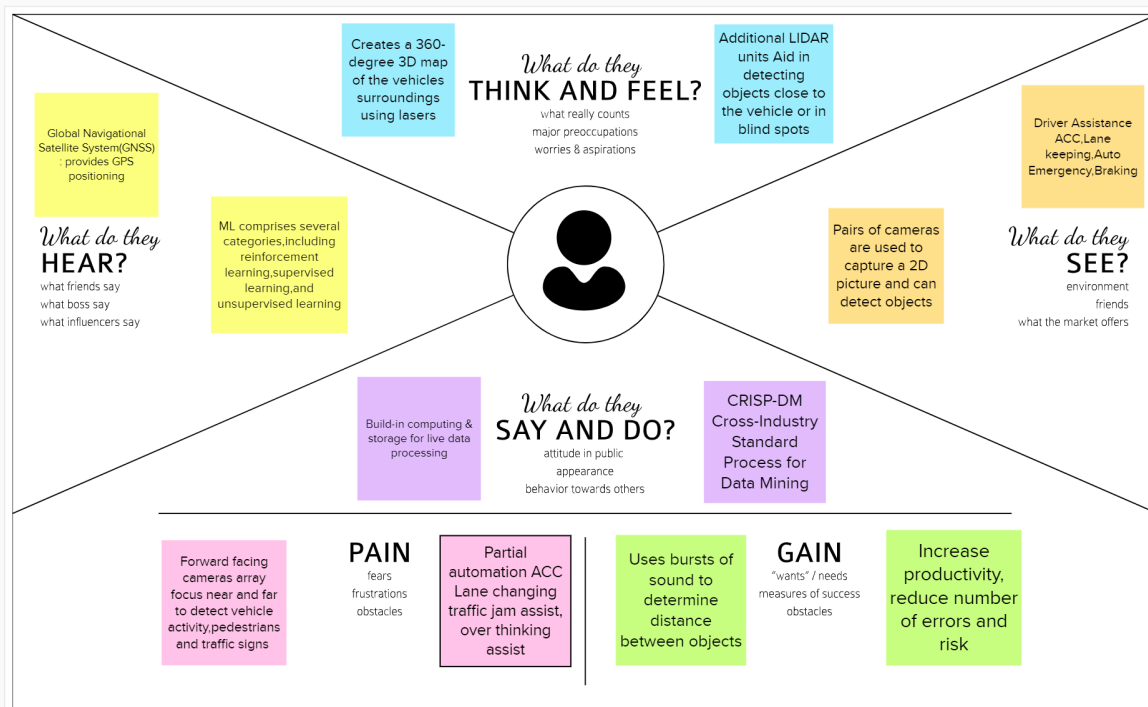 Creates a 360-
degree 3D map
of the vehicles
surroundings
using lasers
What do they
THINK AND FEEL?
what really counts
major preoccupations
worries & aspirations
Additional LIDAR
units Aid in
detecting
objects close to
the vehicle or in
blind spots
Global Navigational
Satellite System(GNSS)
: provides GPS
positioning
What do they
HEAR?
what friends say
what boss say
what influencers say
ML comprises several
categories,including
reinforcement
learning,supervised
learning,and
unsupervised learning
Pairs of cameras
are used to
capture a 2D
picture and can
detect objects
Driver Assistance
ACC,Lane
keeping,Auto
Emergency,Braking
What do they
SEE?
environment
friends
what the market offers
Build-in computing &
storage for live data
processing
What do they
SAY AND DO?
attitude in public
appearance
behavior towards others
CRISP-DM
Cross-Industry
Standard
Process for
Data Mining
Forward facing
cameras array
focus near and far
to detect vehicle
activity,pedestrians
and traffic signs
PAIN
fears
frustrations
obstacles
Partial
automation ACC
Lane changing
traffic jam assist,
over thinking
assist
Uses bursts of
sound to
determine
distance
between objects
GAIN
"wants" / needs
measures of success
obstacles
Increase
productivity,
reduce number
of errors and
risk